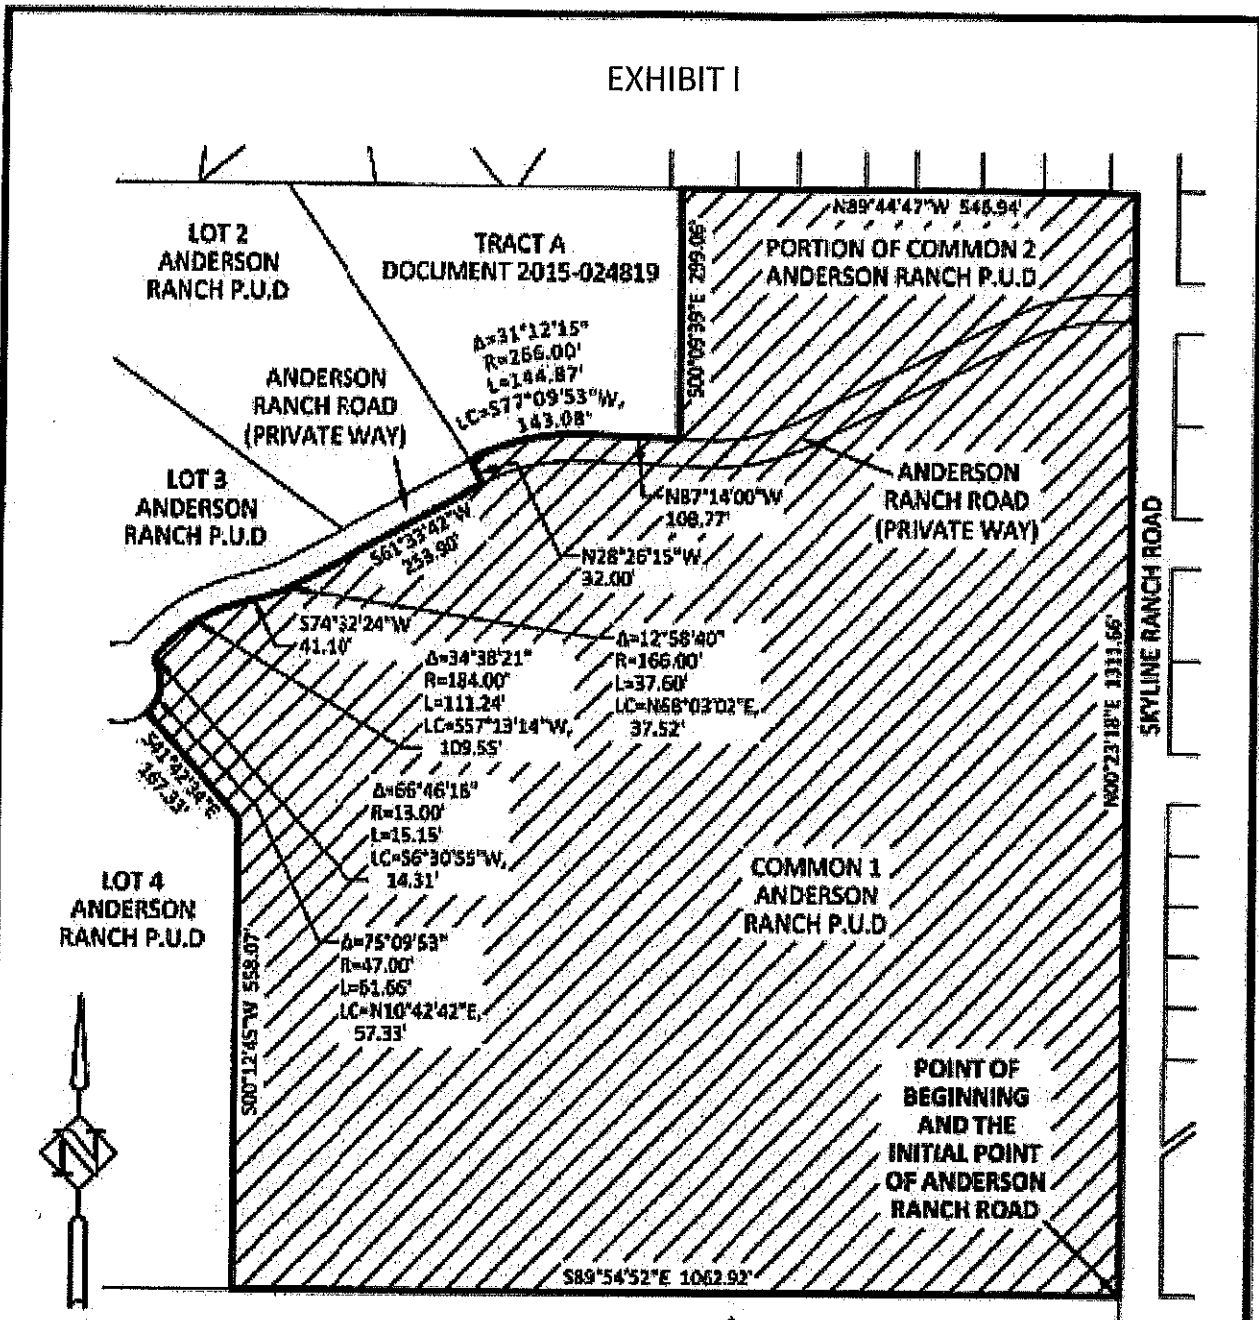 EXHIBIT I
N89°44'47"W 546.94'
LOT 2
ANDERSON
RANCH P.U.D
TRACT A
DOCUMENT 2015-024819
PORTION OF COMMON 2
ANDERSON RANCH P.U.D
S00°09'39"E 299.06'
Δ=31°12'15"
R=266.00'
L=144.87'
LC=S77°09'53"W,
143.08'
ANDERSON
RANCH ROAD
(PRIVATE WAY)
LOT 3
ANDERSON
RANCH P.U.D
ANDERSON
RANCH ROAD
(PRIVATE WAY)
N87°14'00"W
108.77'
S61°33'42"W
253.90'
N28°26'15"W
32.00'
SKYLINE RANCH ROAD
S74°32'24"W
41.10'
Δ=12°58'40"
R=166.00'
L=37.60'
LC=N68°03'02"E,
37.52'
Δ=34°38'21"
R=184.00'
L=111.24'
LC=S57°13'14"W,
109.55'
N00°23'18"E 1311.66'
S41°42'34"E
167.33'
Δ=66°46'18"
R=13.00'
L=15.15'
LC=S6°30'55"W,
14.31'
COMMON 1
ANDERSON
RANCH P.U.D
LOT 4
ANDERSON
RANCH P.U.D
Δ=75°09'53"
R=47.00'
L=61.66'
LC=N10°42'42"E,
57.33'
S00°12'45"W 558.07'
POINT OF
BEGINNING
AND THE
INITIAL POINT
OF ANDERSON
RANCH ROAD
N
S89°54'52"E 1062.92'